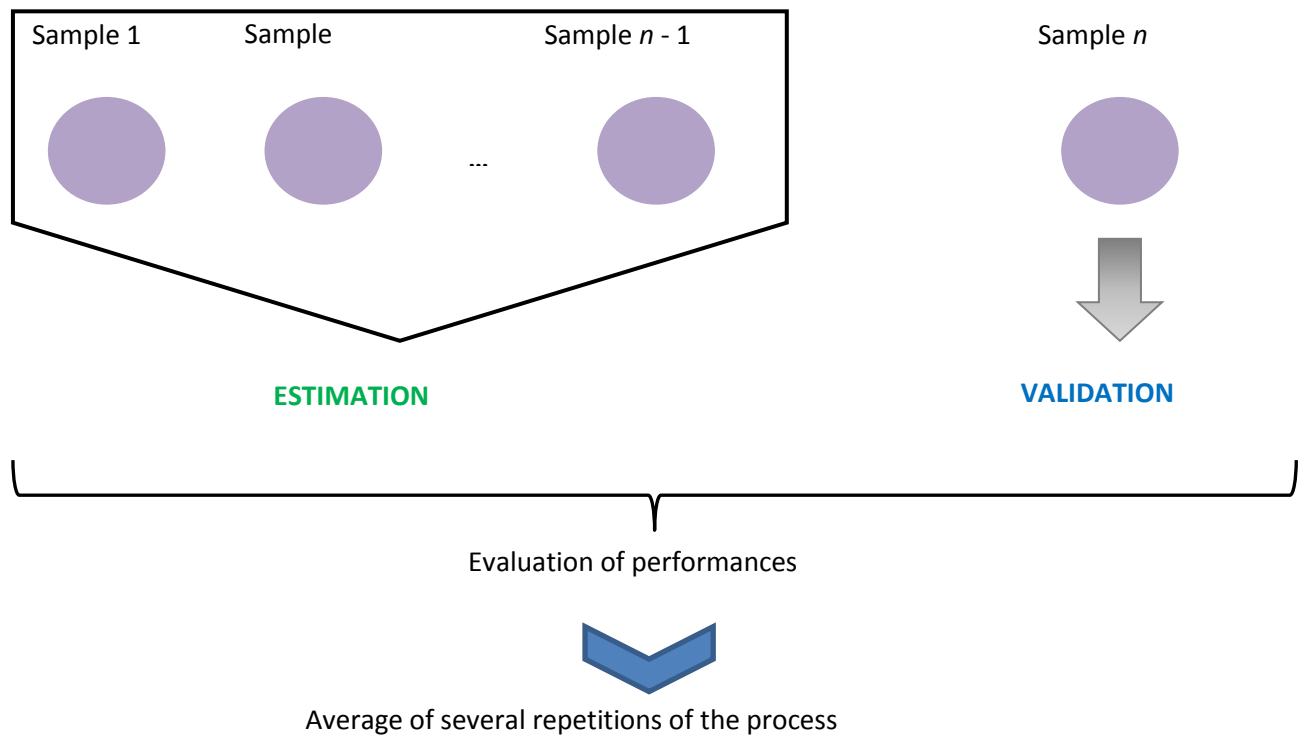 Sample 1
Sample
Sample n - 1
Sample n
...
ESTIMATION
VALIDATION
Evaluation of performances
Average of several repetitions of the process